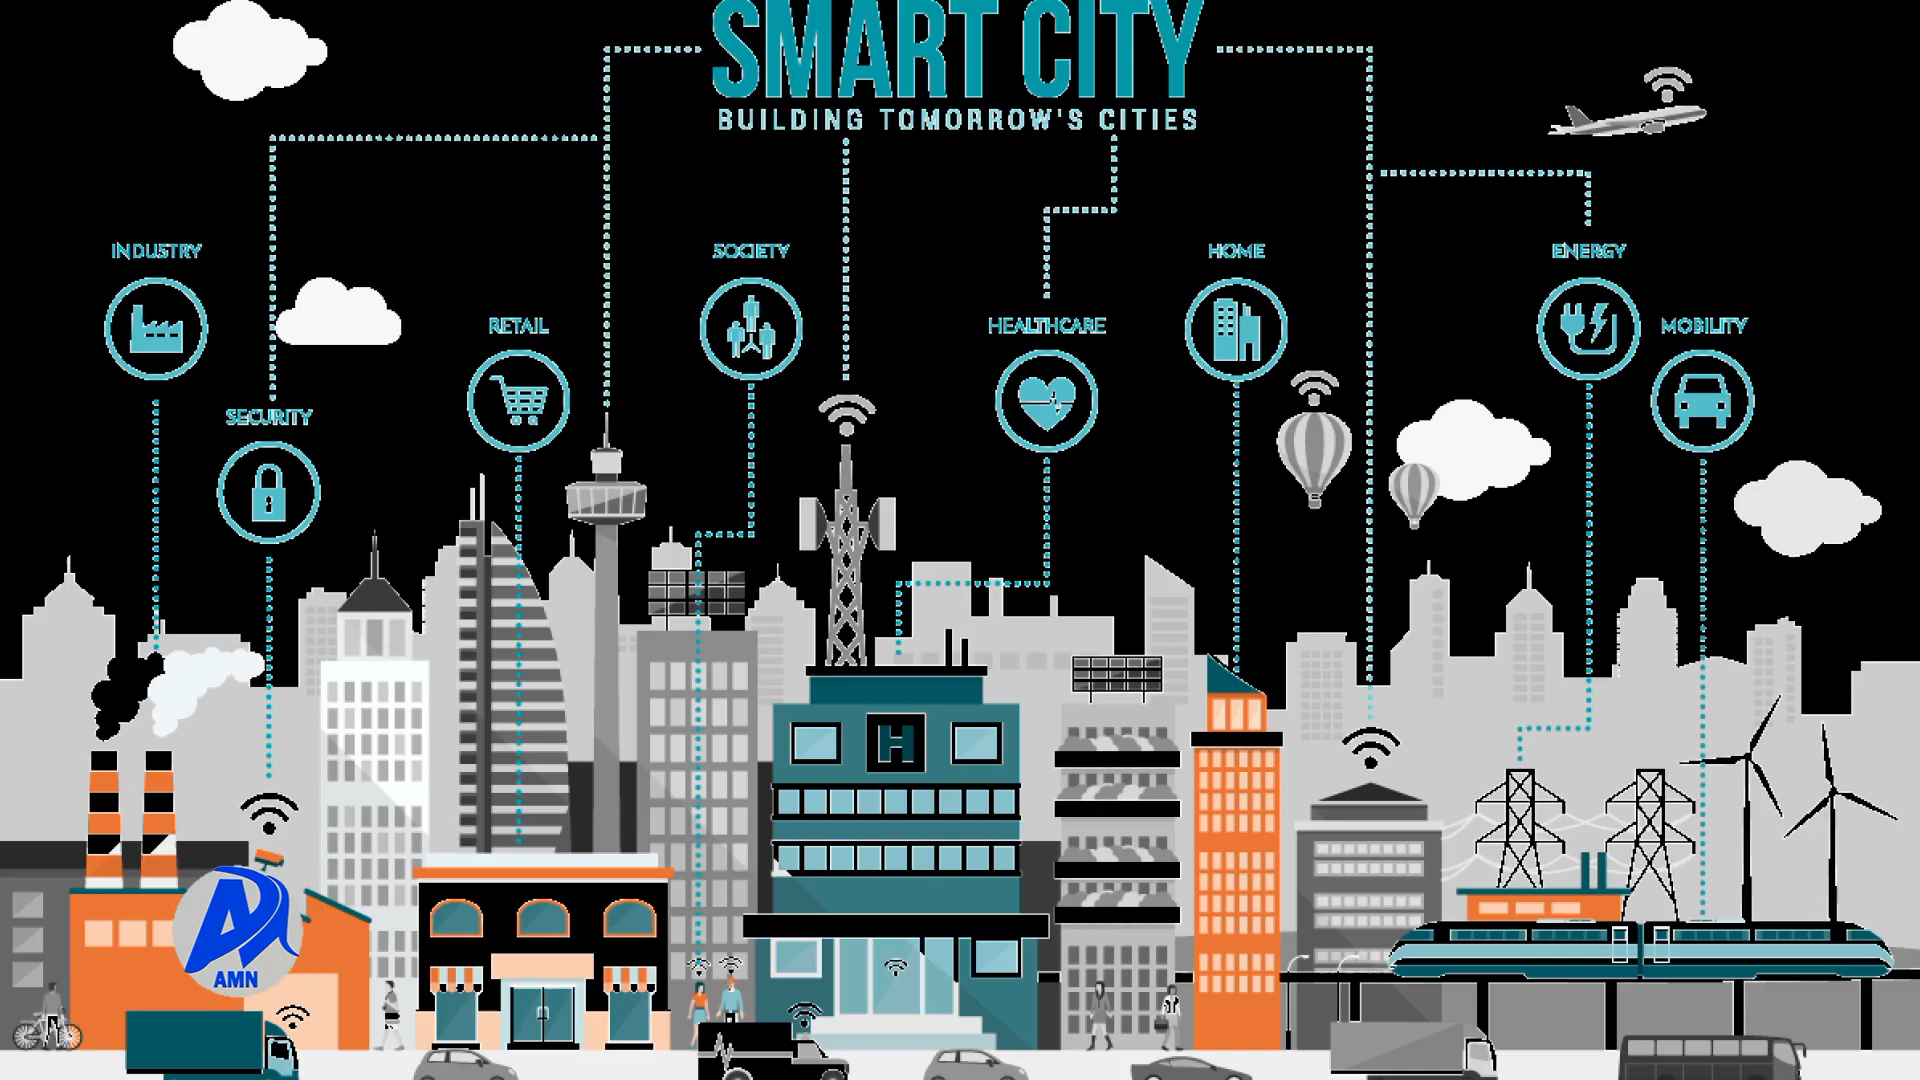 SMART CITY
BUILDING TOMORROW'S CITIES
INDUSTRY
SOCIETY
HOME
ENERGY
RETAIL
HEALTHCARE
MOBILITY
SECURITY
H
AMN